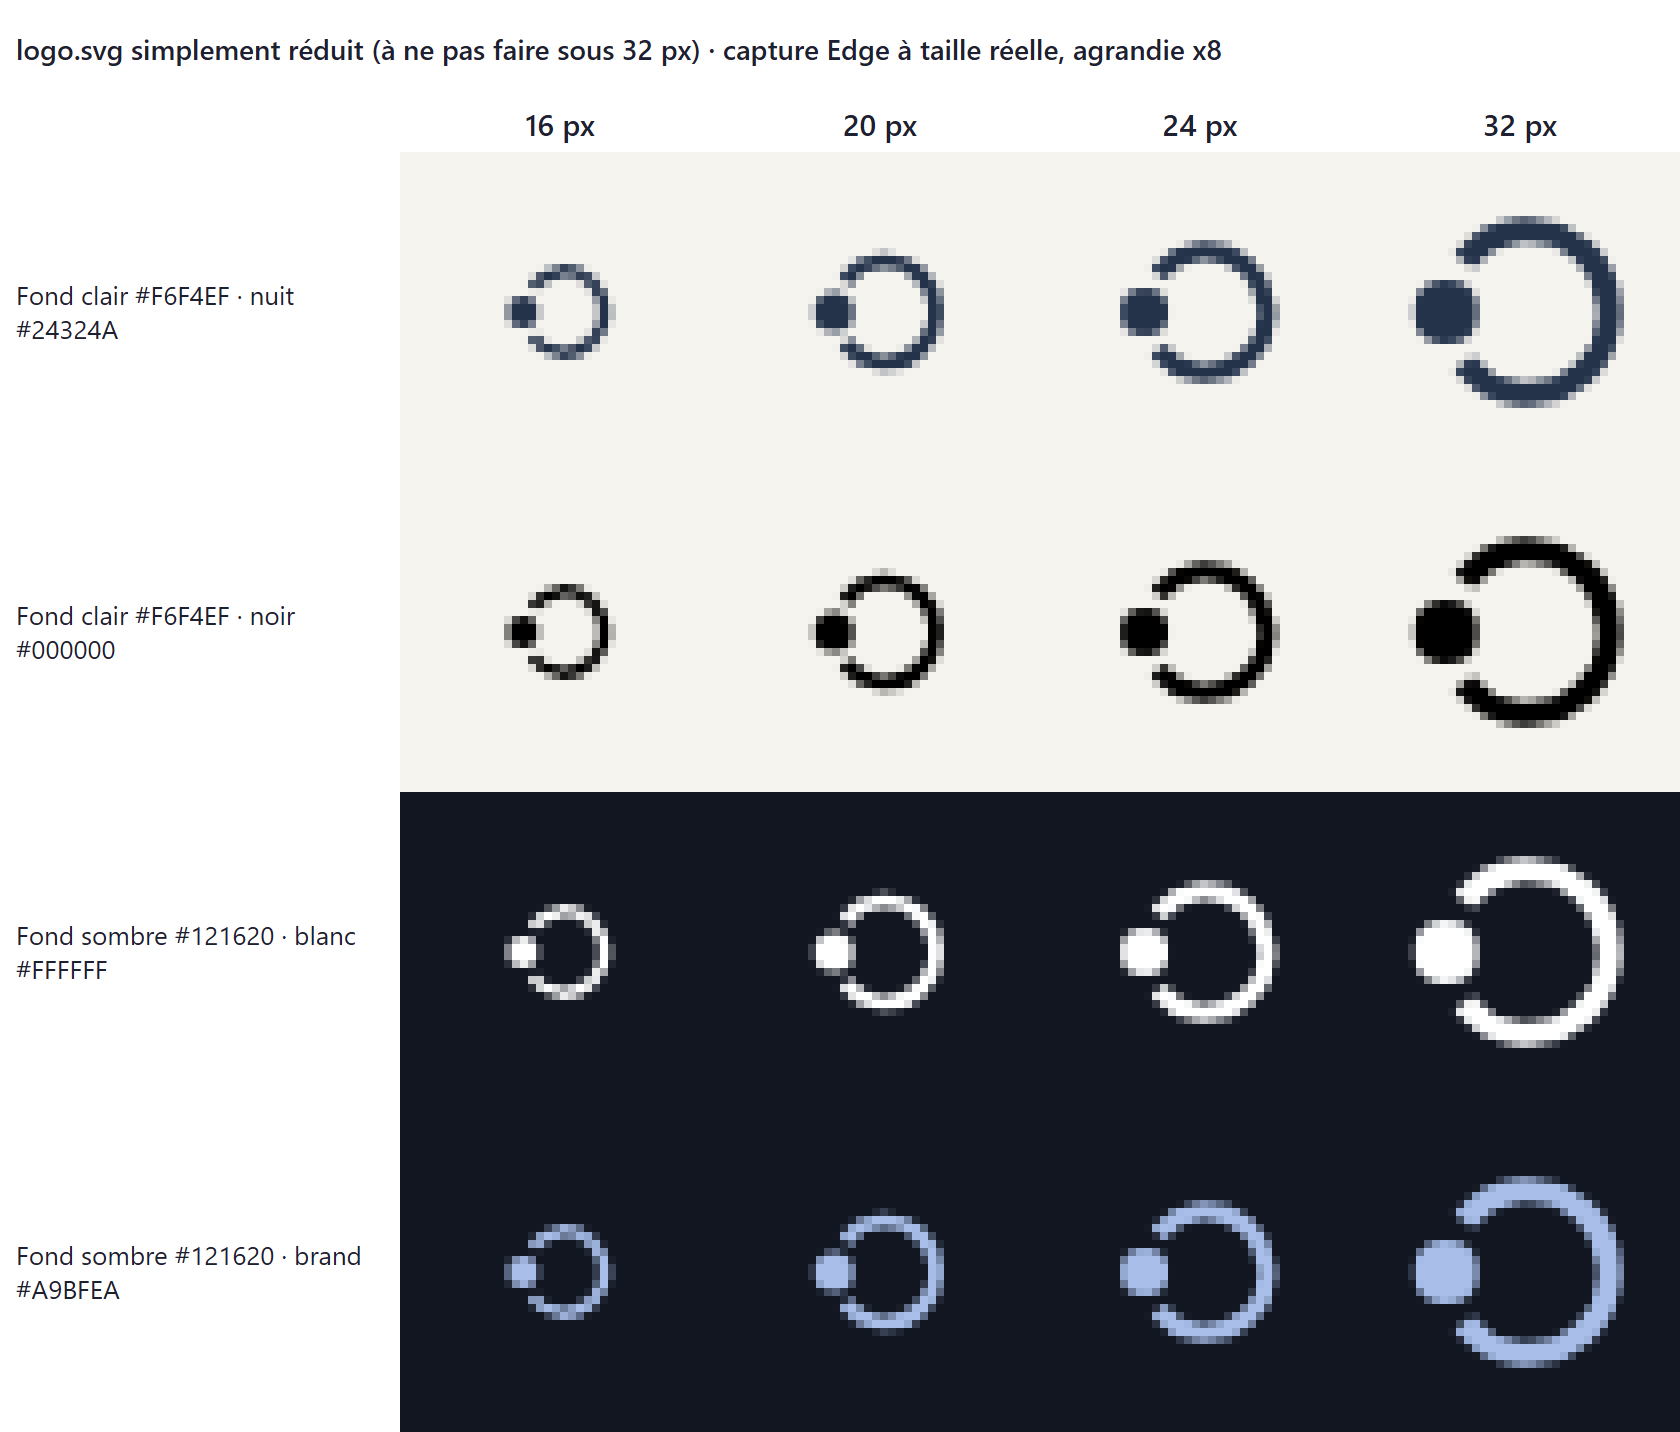 logo.svg simplement réduit (à ne pas faire sous 32 px) · capture Edge à taille réelle, agrandie x8
16 px 20 px 24 px 32 px
Fond clair #F6F4EF · nuit
#24324A
Fond clair #F6F4EF · noir
#000000
Fond sombre #121620 · blanc
#FFFFFF
Fond sombre #121620 · brand
#A9BFEA